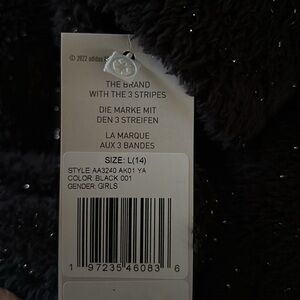 © 2022 adidas
THE BRAND
WITH THE 3 STRIPES
DIE MARKE MIT
DEN 3 STREIFEN
LA MARQUE
AUX 3 BANDES
SIZE: L(14)
STYLE: AA3240 AK01 YA
COLOR: BLACK 001
GENDER: GIRLS
1 97235 46083 6